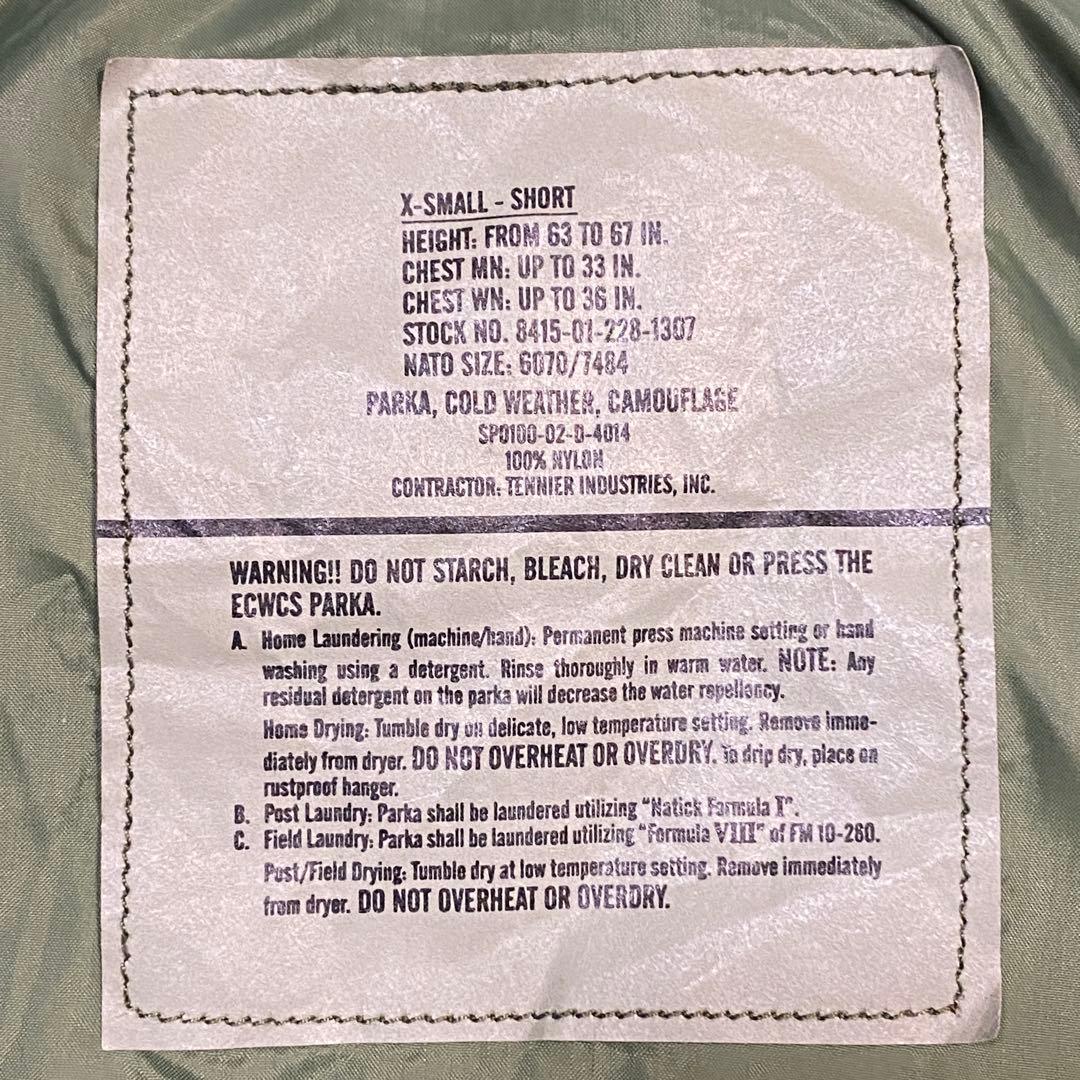 X-SMALL - SHORT
HEIGHT: FROM 63 TO 67 IN.
CHEST MN: UP TO 33 IN.
CHEST WN: UP TO 36 IN.
STOCK NO. 8415-01-228-1307
NATO SIZE: 6070/7484
PARKA, COLD WEATHER, CAMOUFLAGE
SP0100-02-D-4014
100% NYLON
CONTRACTOR: TENNIER INDUSTRIES, INC.
WARNING!! DO NOT STARCH, BLEACH, DRY CLEAN OR PRESS THE
ECWCS PARKA.
A. Home Laundering (machine/hand): Permanent press machine setting or hand
washing using a detergent. Rinse thoroughly in warm water. NOTE: Any
residual detergent on the parka will decrease the water repellency.
Home Drying: Tumble dry on delicate, low temperature setting. Remove imme-
diately from dryer. DO NOT OVERHEAT OR OVERDRY. To drip dry, place on
rustproof hanger.
B. Post Laundry: Parka shall be laundered utilizing "Natick Formula I".
C. Field Laundry: Parka shall be laundered utilizing "Formula VIII" of FM 10-280.
Post/Field Drying: Tumble dry at low temperature setting. Remove immediately
from dryer. DO NOT OVERHEAT OR OVERDRY.